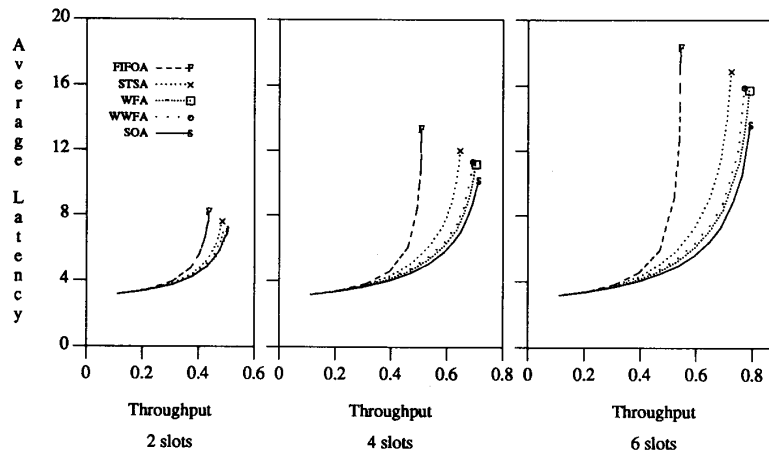 Average Latency
20
16
12
8
4
0
FIFOA F
STSA ×
WFA
WWFA o
SOA S
F
×
F
×
o
S
F
×
o
S
0 0.2 0.4 0.6
0 0.2 0.4 0.6 0.8
0 0.2 0.4 0.6 0.8
Throughput Throughput Throughput
2 slots 4 slots 6 slots